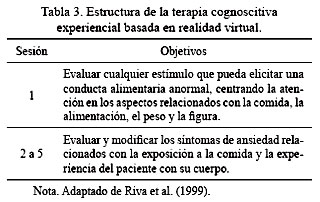 Tabla 3. Estructura de la terapia cognoscitiva
experiencial basada en realidad virtual.
Sesión Objetivos
Evaluar cualquier estímulo que pueda elicitar una
conducta alimentaria anormal, centrando la aten-
1 ción en los aspectos relacionados con la comida, la
alimentación, el peso y la figura.
Evaluar y modificar los síntomas de ansiedad rela-
2 a 5 cionados con la exposición a la comida y la expe-
riencia del paciente con su cuerpo.
Nota. Adaptado de Riva et al. (1999).